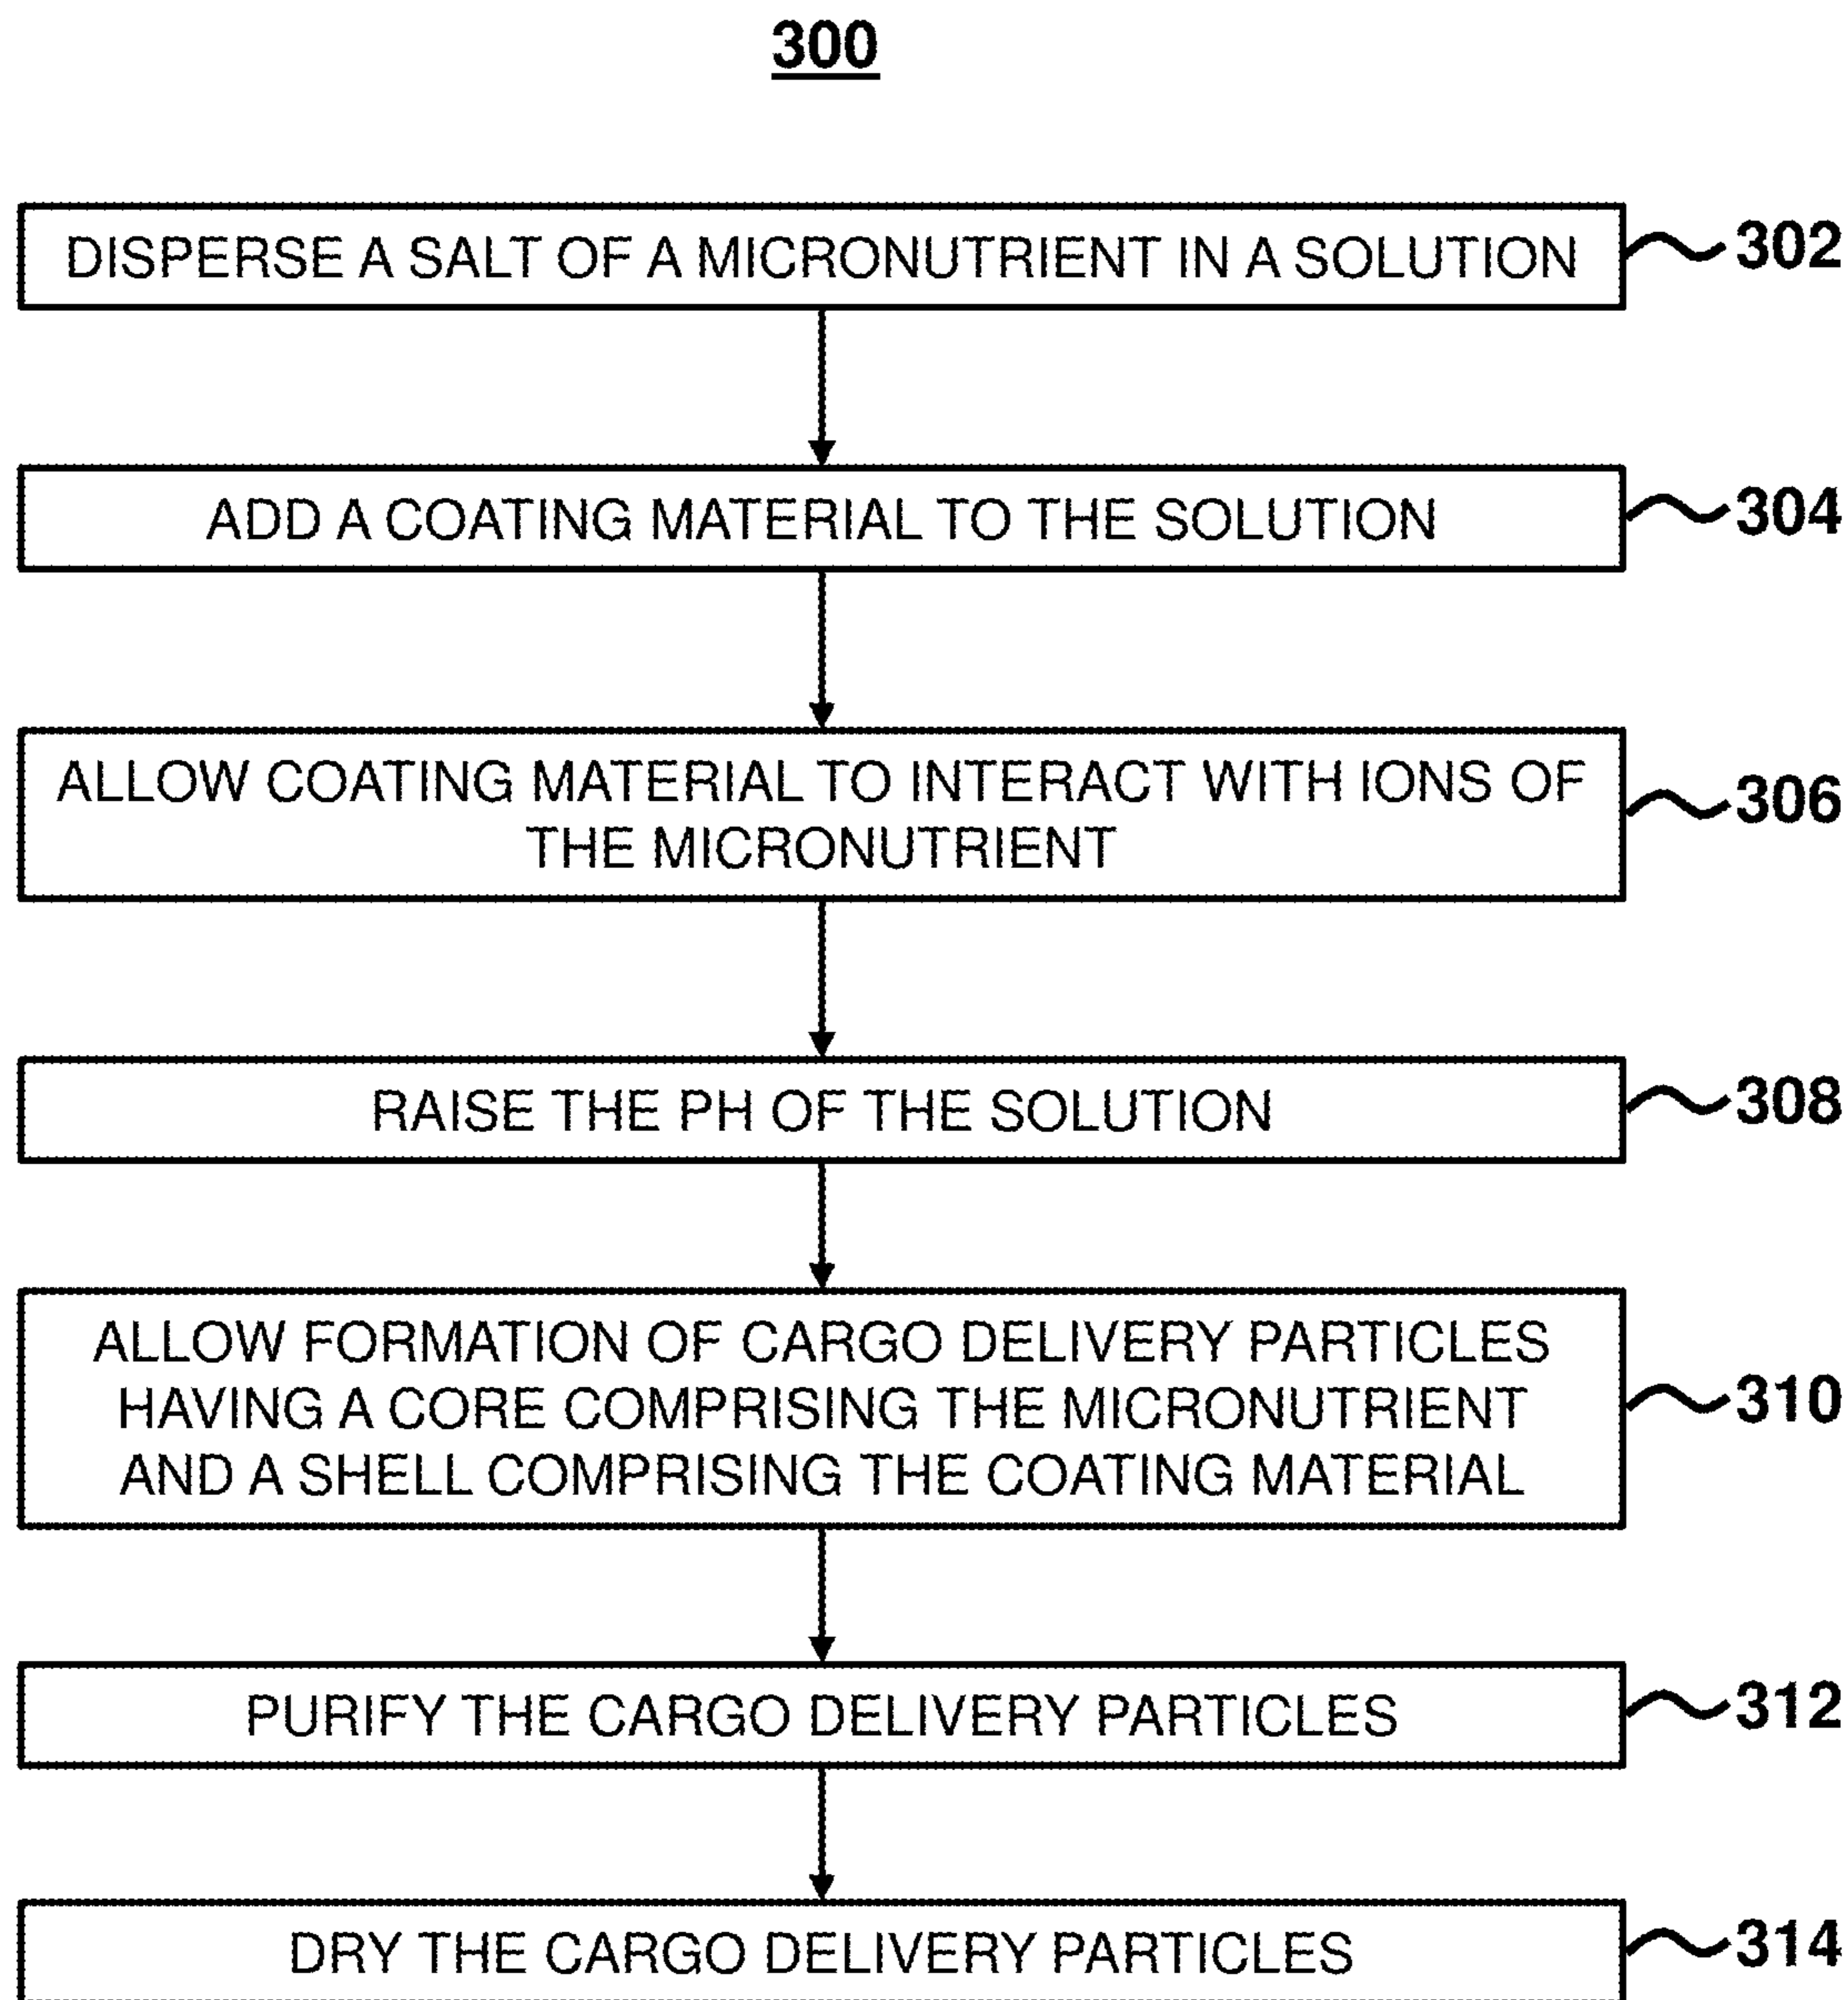 300
DISPERSE A SALT OF A MICRONUTRIENT IN A SOLUTION
302
ADD A COATING MATERIAL TO THE SOLUTION
304
ALLOW COATING MATERIAL TO INTERACT WITH IONS OF
THE MICRONUTRIENT
306
RAISE THE PH OF THE SOLUTION
308
ALLOW FORMATION OF CARGO DELIVERY PARTICLES
HAVING A CORE COMPRISING THE MICRONUTRIENT
AND A SHELL COMPRISING THE COATING MATERIAL
310
PURIFY THE CARGO DELIVERY PARTICLES
312
DRY THE CARGO DELIVERY PARTICLES
314